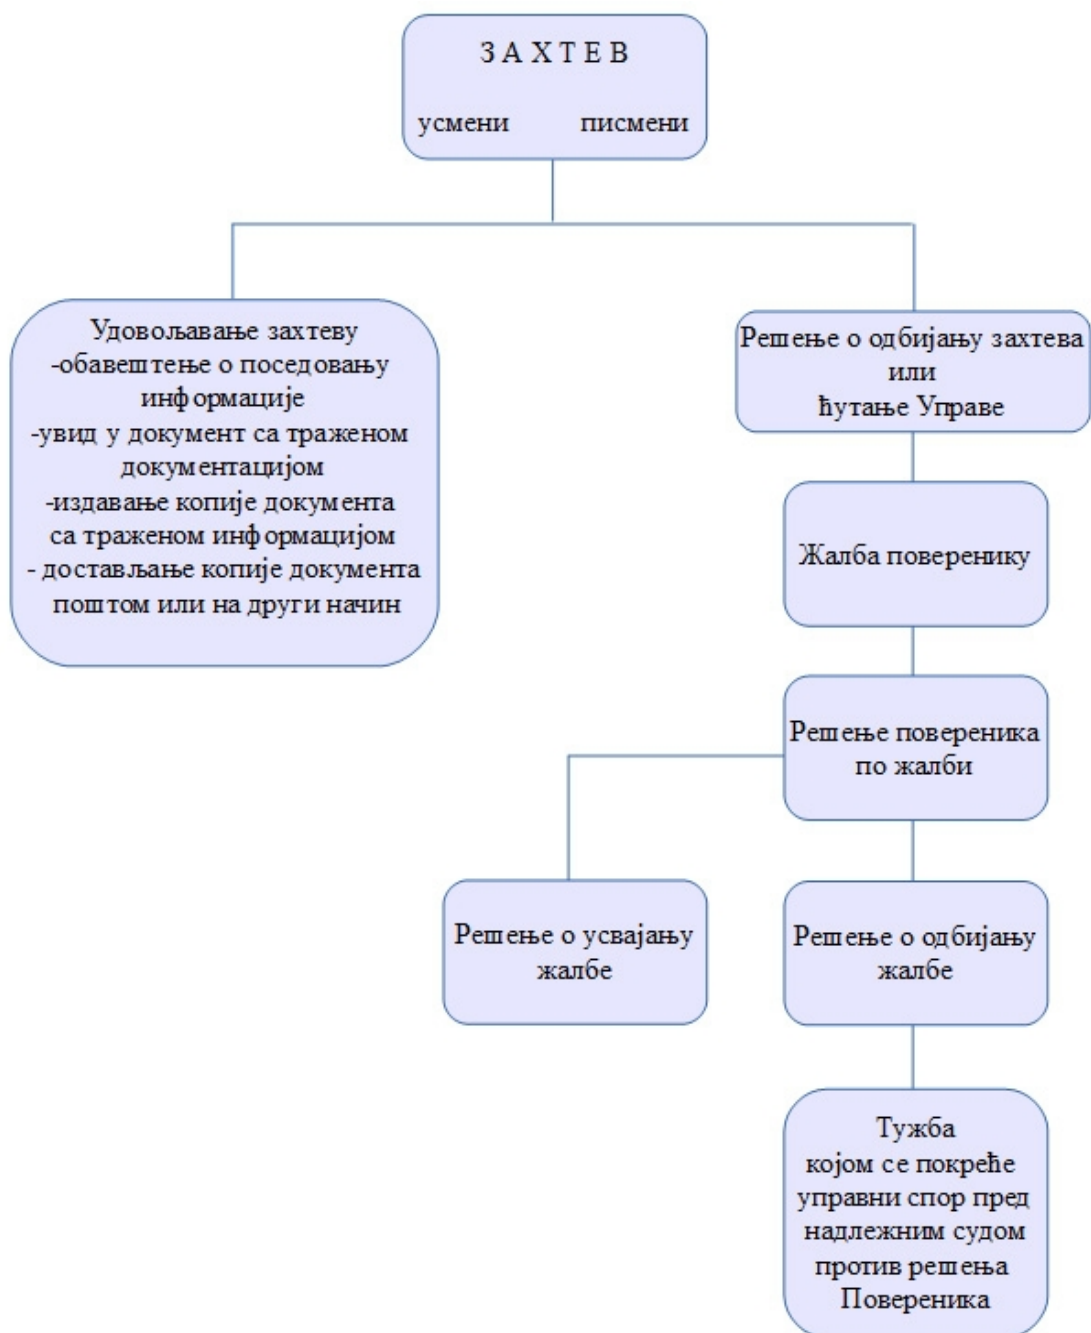 З А Х Т Е В
усмени писмени
Удовољавање захтеву
-обавештење о поседовању
информације
-увид у документ са траженом
документацијом
-издавање копије документа
са траженом информацијом
- достављање копије документа
поштом или на други начин
Решење о одбијању захтева
или
ћутање Управе
Жалба поверенику
Решење повереника
по жалби
Решење о усвајању
жалбе
Решење о одбијању
жалбе
Тужба
којом се покреће
управни спор пред
надлежним судом
против решења
Повереника